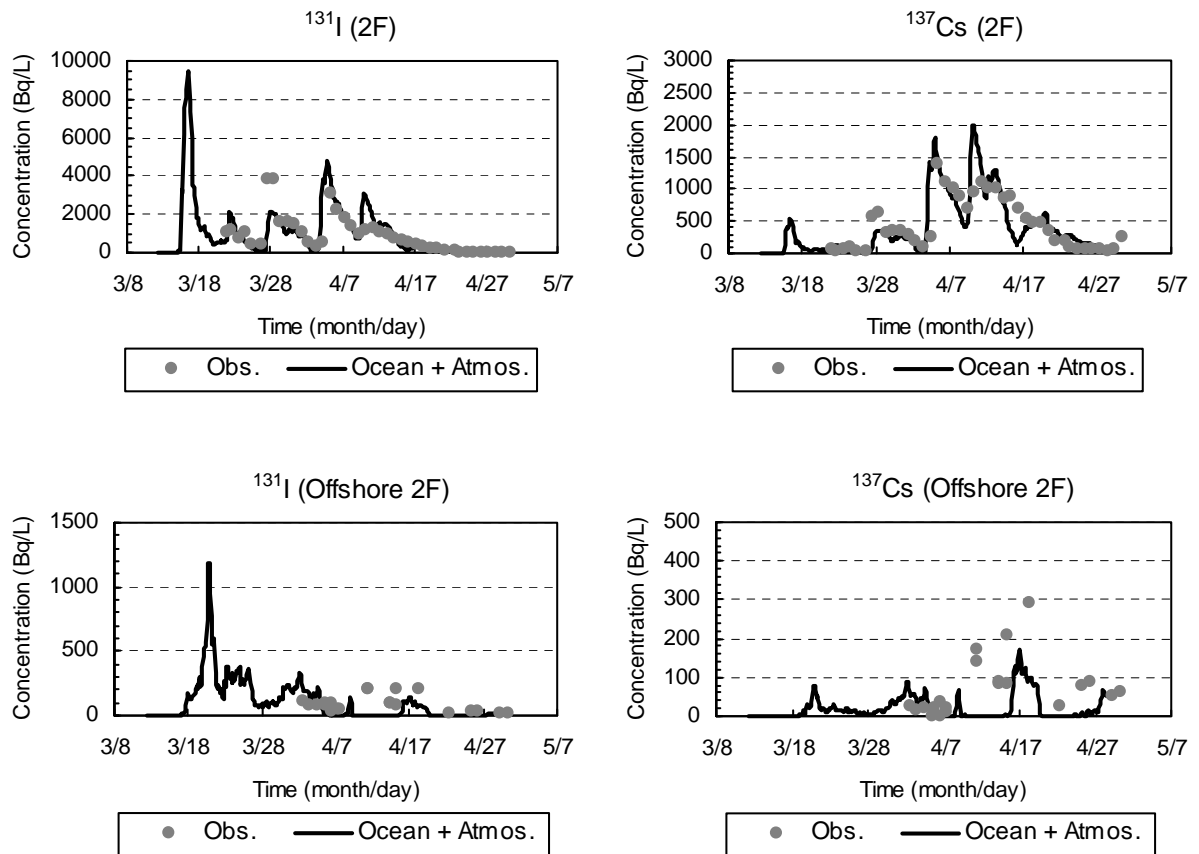 131I (2F)
Concentration (Bq/L)
10000
8000
6000
4000
2000
0
3/8 3/18 3/28 4/7 4/17 4/27 5/7
Time (month/day)
Obs. Ocean + Atmos.
137Cs (2F)
Concentration (Bq/L)
3000
2500
2000
1500
1000
500
0
3/8 3/18 3/28 4/7 4/17 4/27 5/7
Time (month/day)
Obs. Ocean + Atmos.
131I (Offshore 2F)
Concentration (Bq/L)
1500
1000
500
0
3/8 3/18 3/28 4/7 4/17 4/27 5/7
Time (month/day)
Obs. Ocean + Atmos.
137Cs (Offshore 2F)
Concentration (Bq/L)
500
400
300
200
100
0
3/8 3/18 3/28 4/7 4/17 4/27 5/7
Time (month/day)
Obs. Ocean + Atmos.